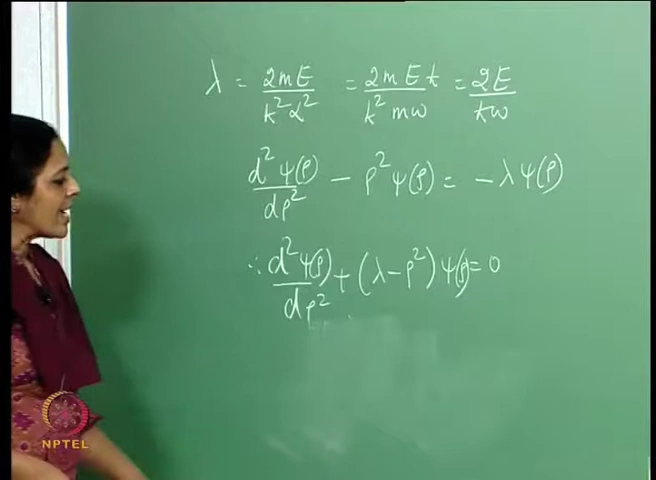 λ = 2mE/ħ²α² = 2mEħ/ħ²mω = 2E/ħω
d²ψ(ρ)/dρ² − ρ²ψ(ρ) = −λψ(ρ)
∴ d²ψ(ρ)/dρ² + (λ−ρ²)ψ(ρ) = 0
NPTEL